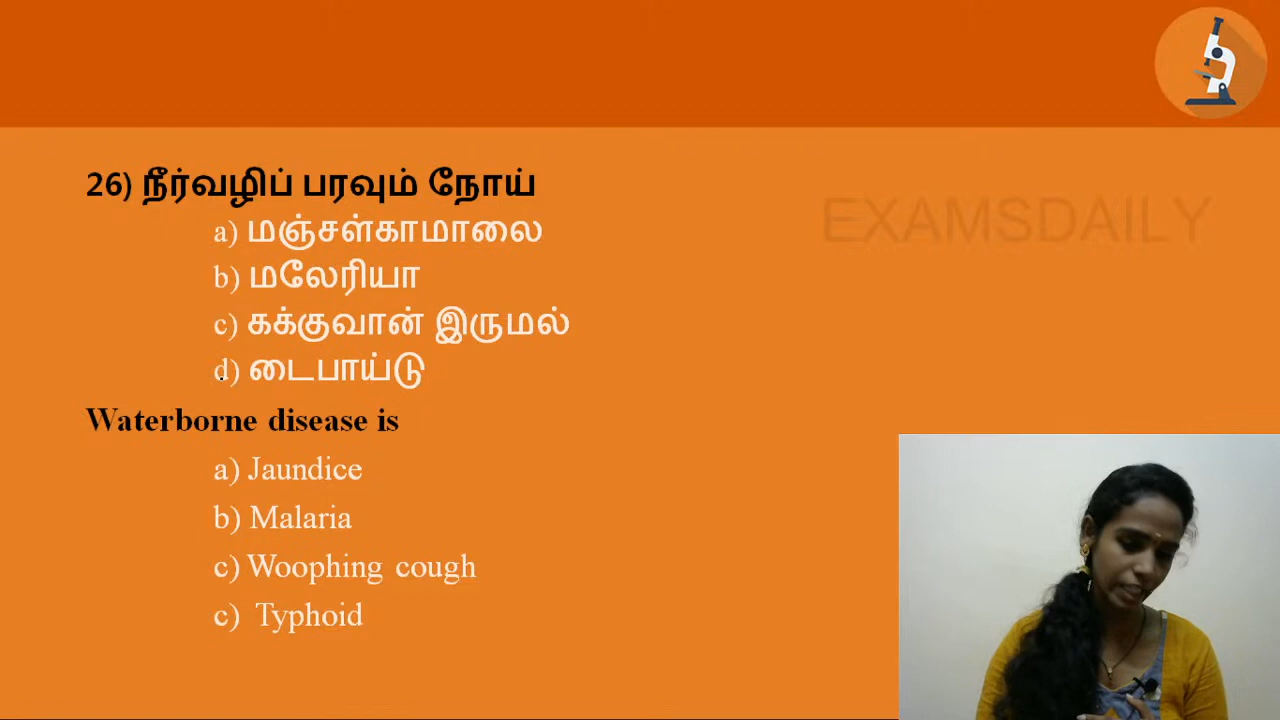 EXAMSDAILY
26) நீர்வழிப் பரவும் நோய்
a) மஞ்சள்காமாலை
b) மலேரியா
c) கக்குவான் இருமல்
d) டைபாய்டு
Waterborne disease is
a) Jaundice
b) Malaria
c) Woophing cough
c) Typhoid